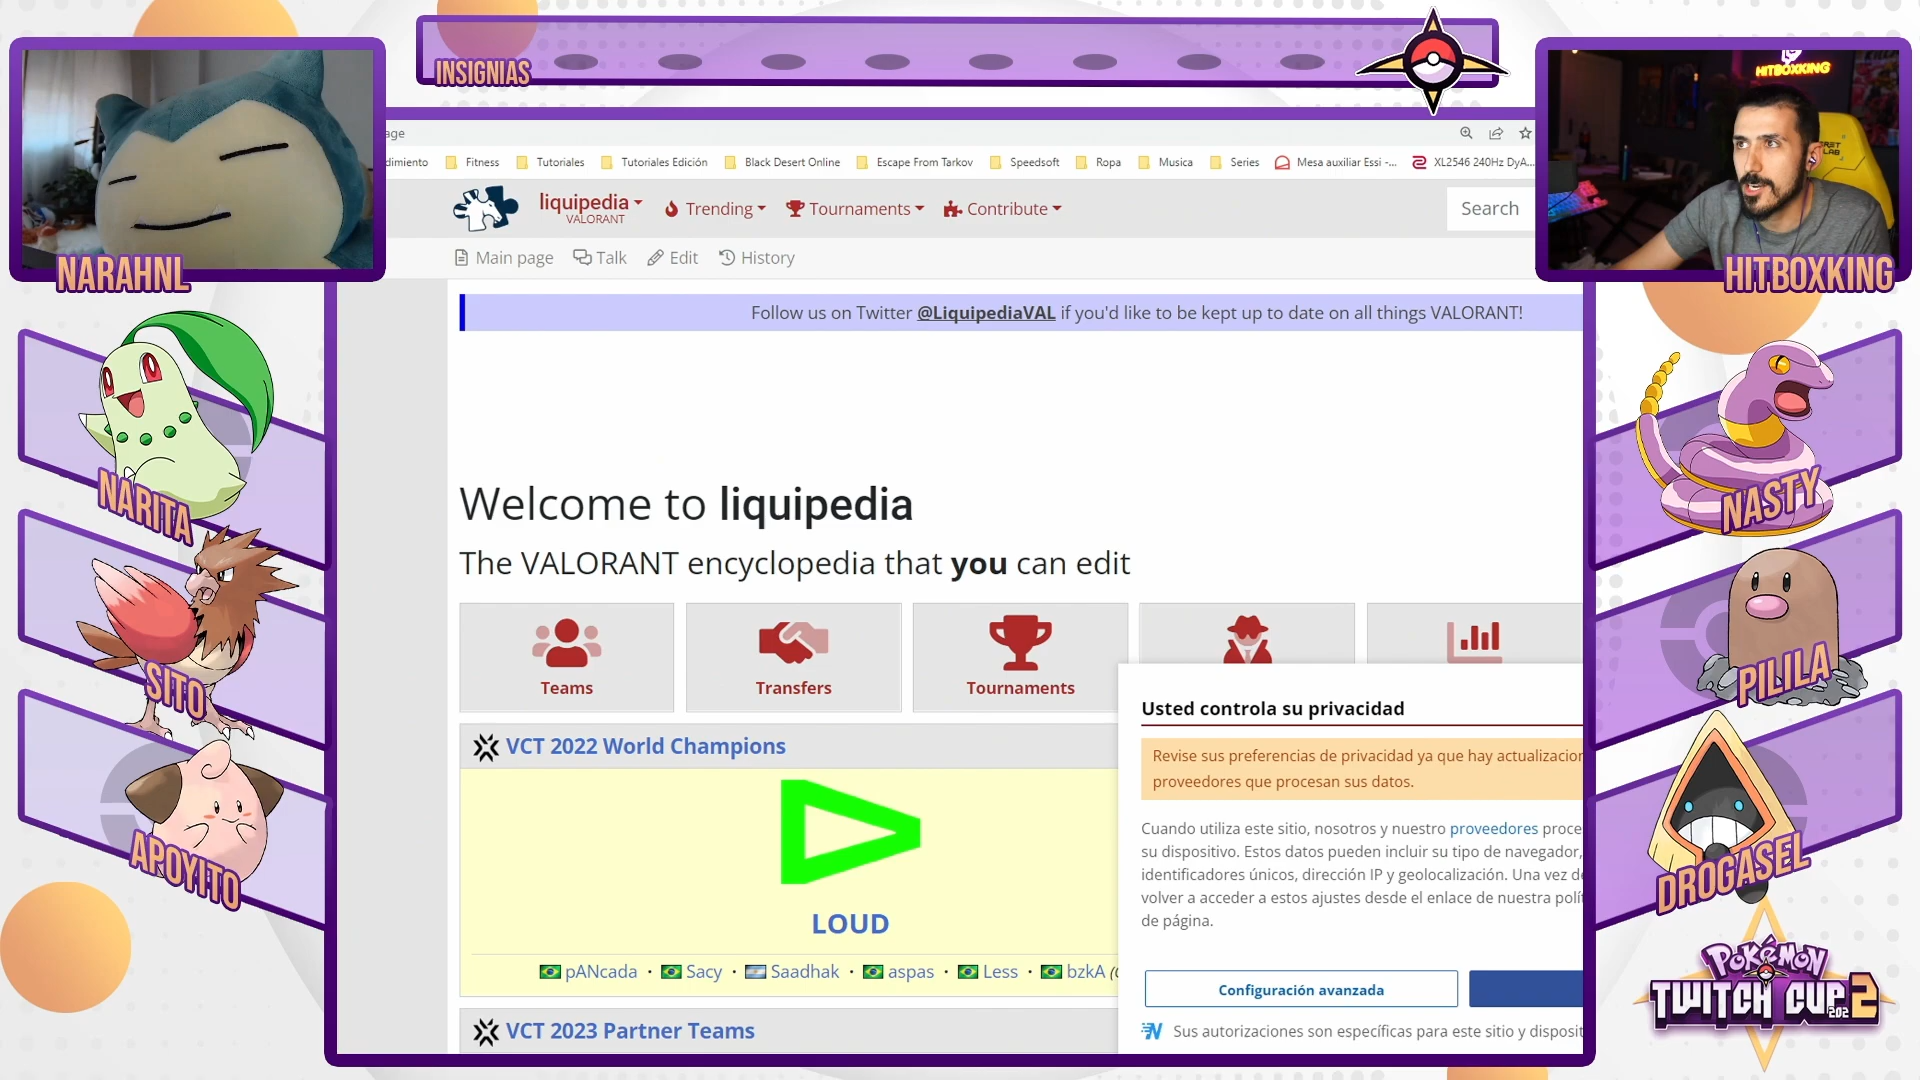 INSIGNIAS
HITBOXKING
NARAHNL
HITBOXKING
age
dimiento
Fitness
Tutoriales
Tutoriales Edición
Black Desert Online
Escape From Tarkov
Speedsoft
Ropa
Musica
Series
Mesa auxiliar Essi -...
XL2546 240Hz DyA...
liquipedia
VALORANT
Trending
Tournaments
Contribute
Search
Main page
Talk
Edit
History
Follow us on Twitter @LiquipediaVAL if you'd like to be kept up to date on all things VALORANT!
Welcome to liquipedia
The VALORANT encyclopedia that you can edit
Teams
Transfers
Tournaments
VCT 2022 World Champions
LOUD
pANcada · Sacy · Saadhak · aspas · Less · bzkA
VCT 2023 Partner Teams
Usted controla su privacidad
Revise sus preferencias de privacidad ya que hay actualizacion
proveedores que procesan sus datos.
Cuando utiliza este sitio, nosotros y nuestro proveedores proce
su dispositivo. Estos datos pueden incluir su tipo de navegador,
identificadores únicos, dirección IP y geolocalización. Una vez de
volver a acceder a estos ajustes desde el enlace de nuestra polít
de página.
Configuración avanzada
Sus autorizaciones son específicas para este sitio y disposit
NARITA
SITO
APOYITO
NASTY
PILILA
DROGASEL
POKéMON
TWITCH CUP 2